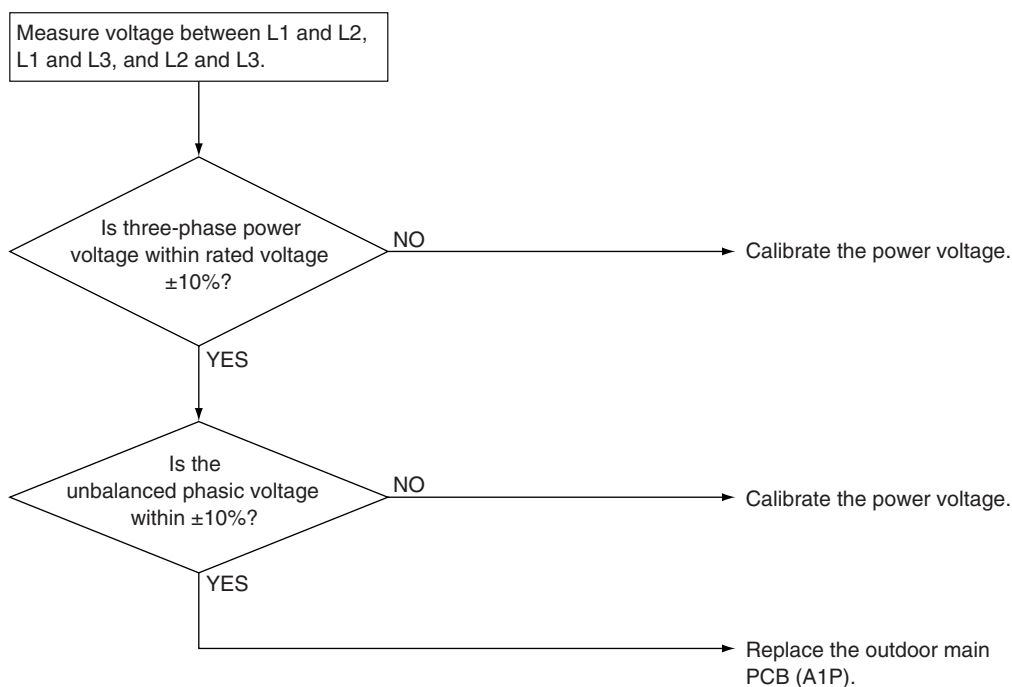 Measure voltage between L1 and L2,
L1 and L3, and L2 and L3.
Is three-phase power
voltage within rated voltage
±10%?
NO
Calibrate the power voltage.
YES
Is the
unbalanced phasic voltage
within ±10%?
NO
Calibrate the power voltage.
YES
Replace the outdoor main
PCB (A1P).